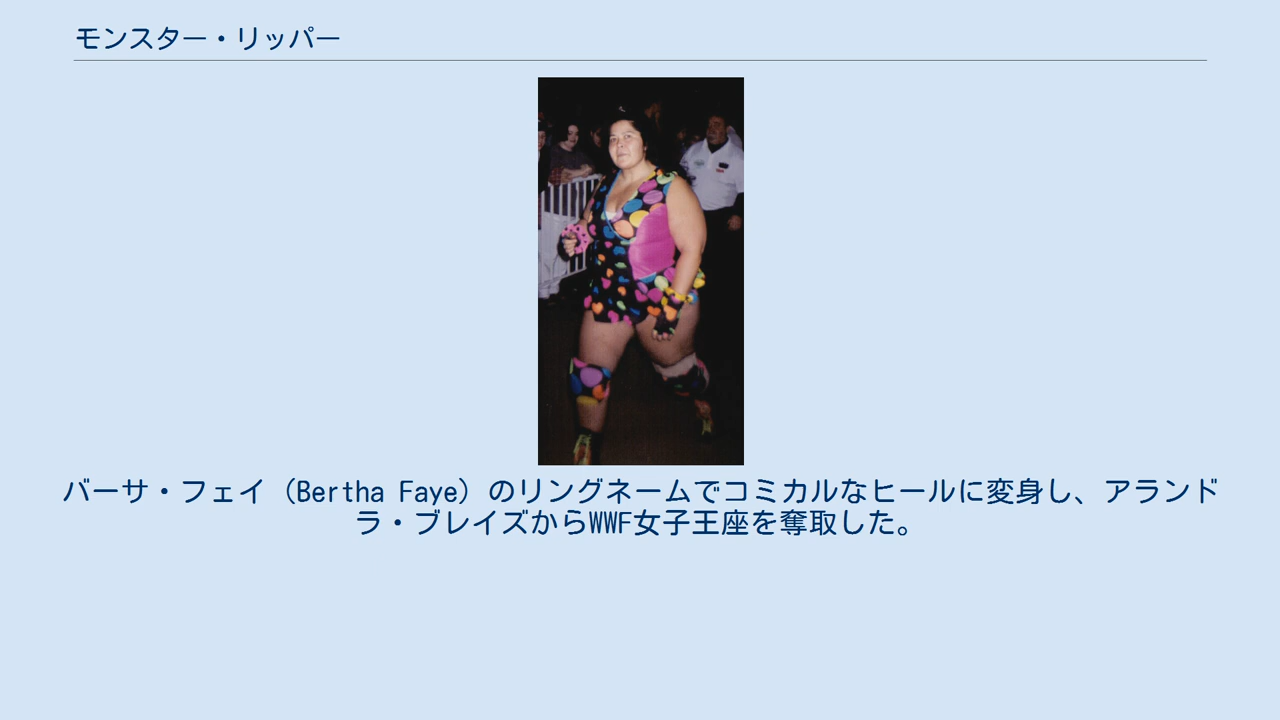 モンスター・リッパー
バーサ・フェイ（Bertha Faye）のリングネームでコミカルなヒールに変身し、アランド
ラ・ブレイズからWWF女子王座を奪取した。